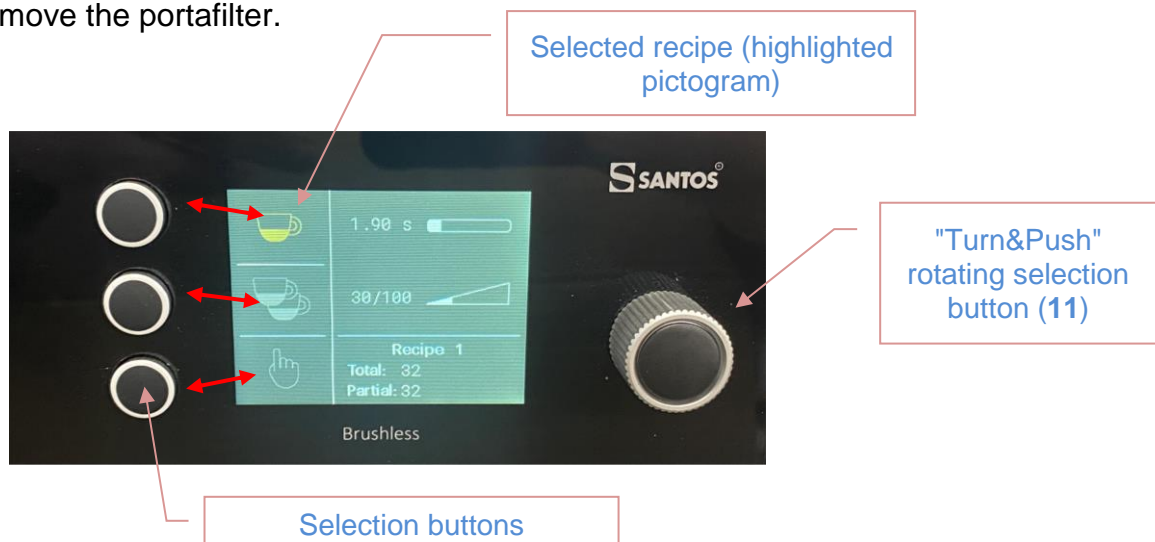 move the portafilter.
Selected recipe (highlighted
pictogram)
SANTOS®
1.90 s
"Turn&Push"
rotating selection
button (11)
30/100
Recipe 1
Total: 32
Partial: 32
Brushless
Selection buttons